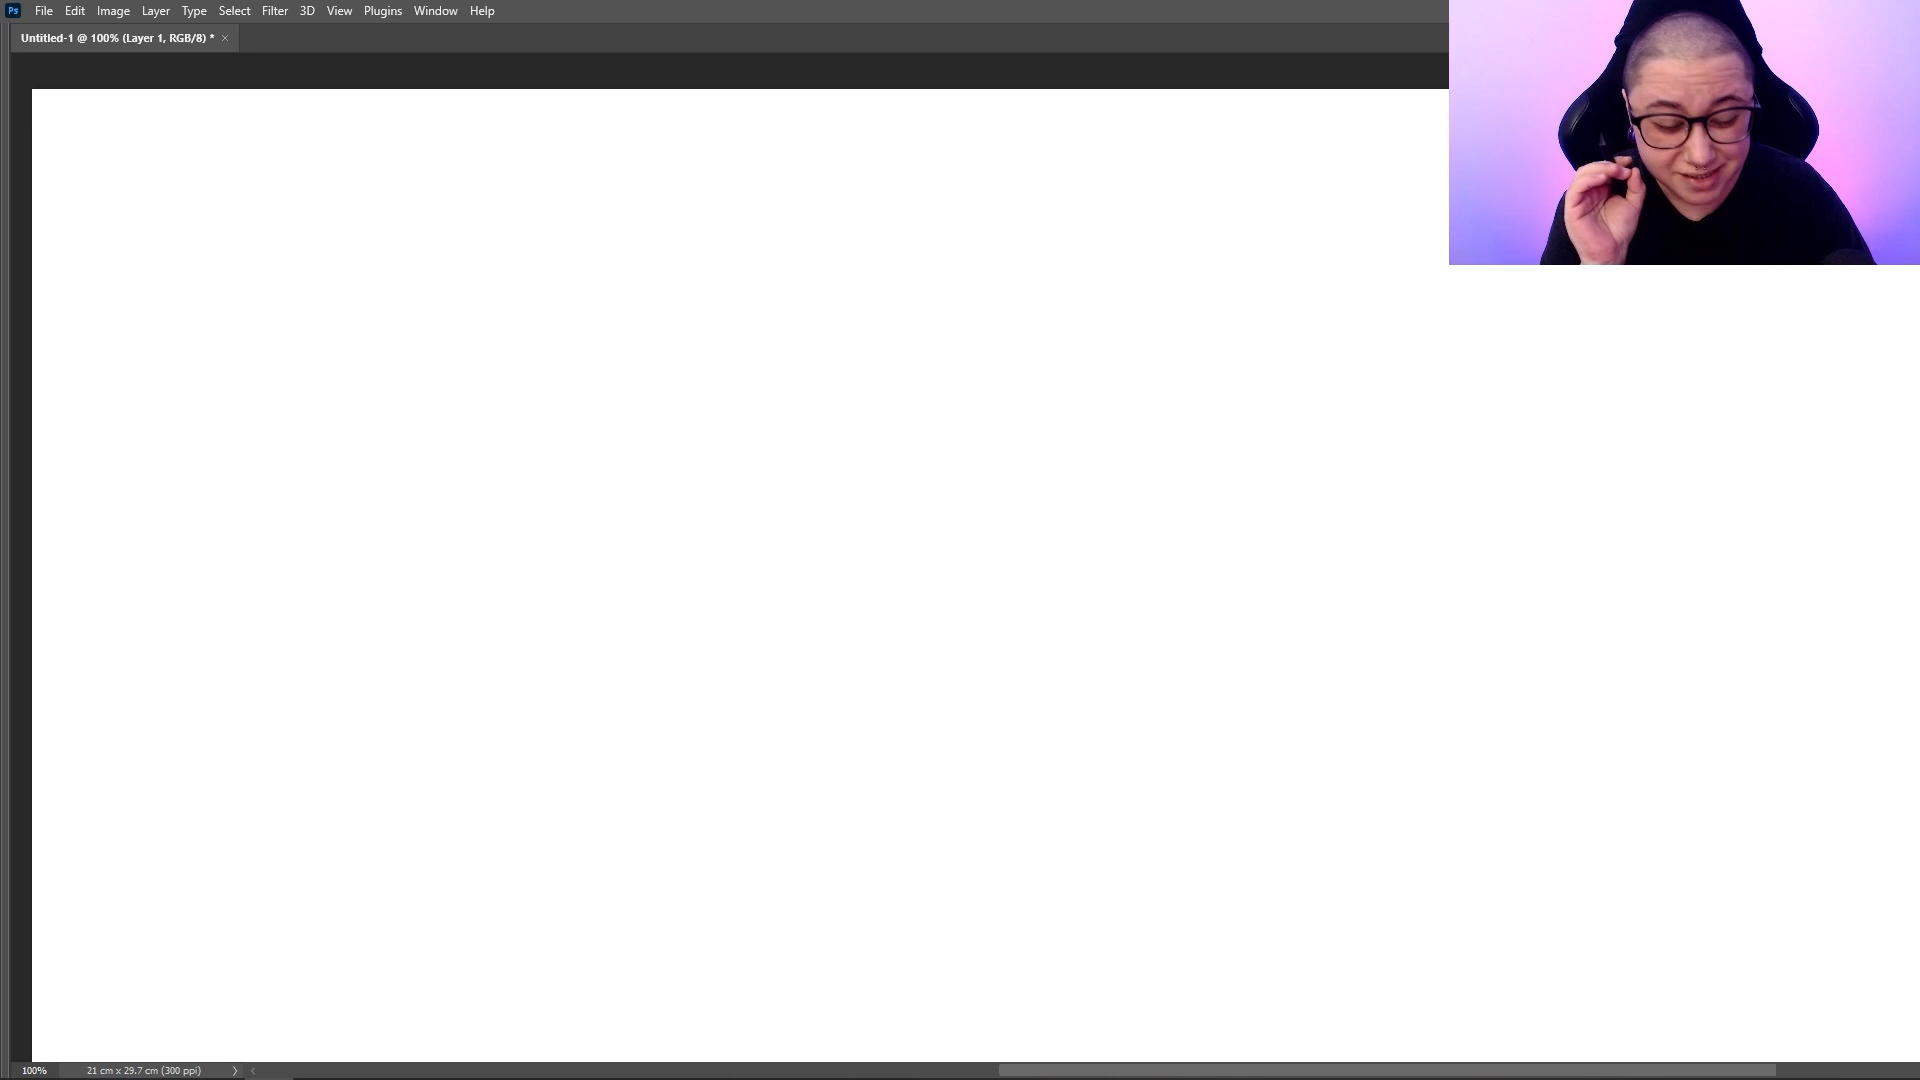 Ps File Edit Image Layer Type Select Filter 3D View Plugins Window Help
Untitled-1 @ 100% (Layer 1, RGB/8) * ×
100% 21 cm x 29.7 cm (300 ppi)